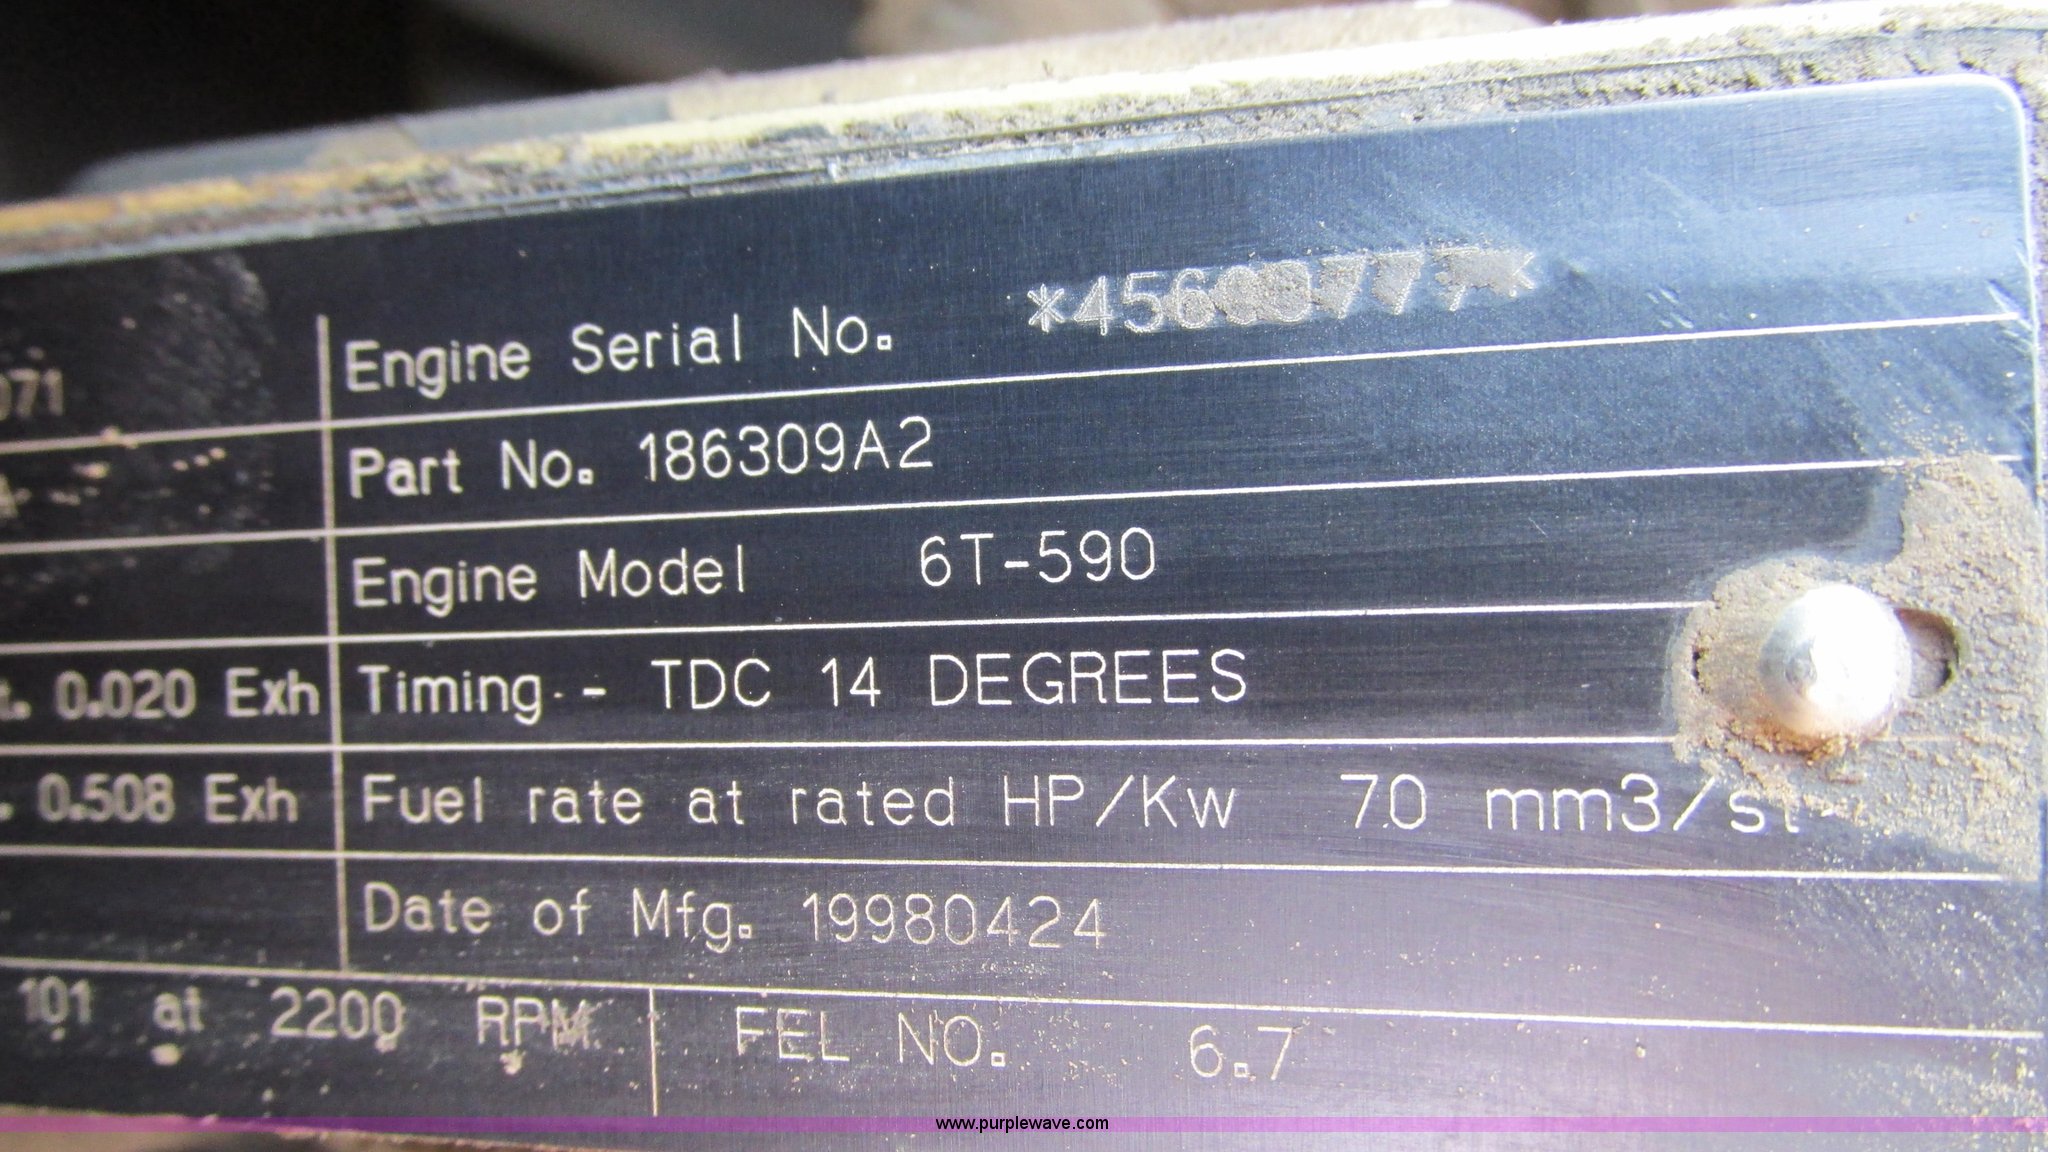 071 Engine Serial No.
Part No. 186309A2
Engine Model 6T-590
0.020 Exh Timing - TDC 14 DEGREES
0.508 Exh Fuel rate at rated HP/Kw 70 mm3/st
Date of Mfg. 19980424
101 at 2200 RPM FEL NO. 6.7
www.purplewave.com